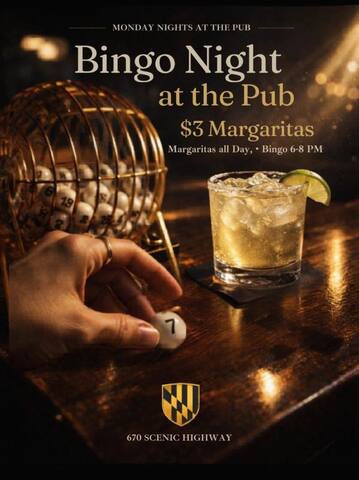 MONDAY NIGHTS AT THE PUB
Bingo Night
at the Pub
$3 Margaritas
Margaritas all Day, • Bingo 6-8 PM
7
670 SCENIC HIGHWAY